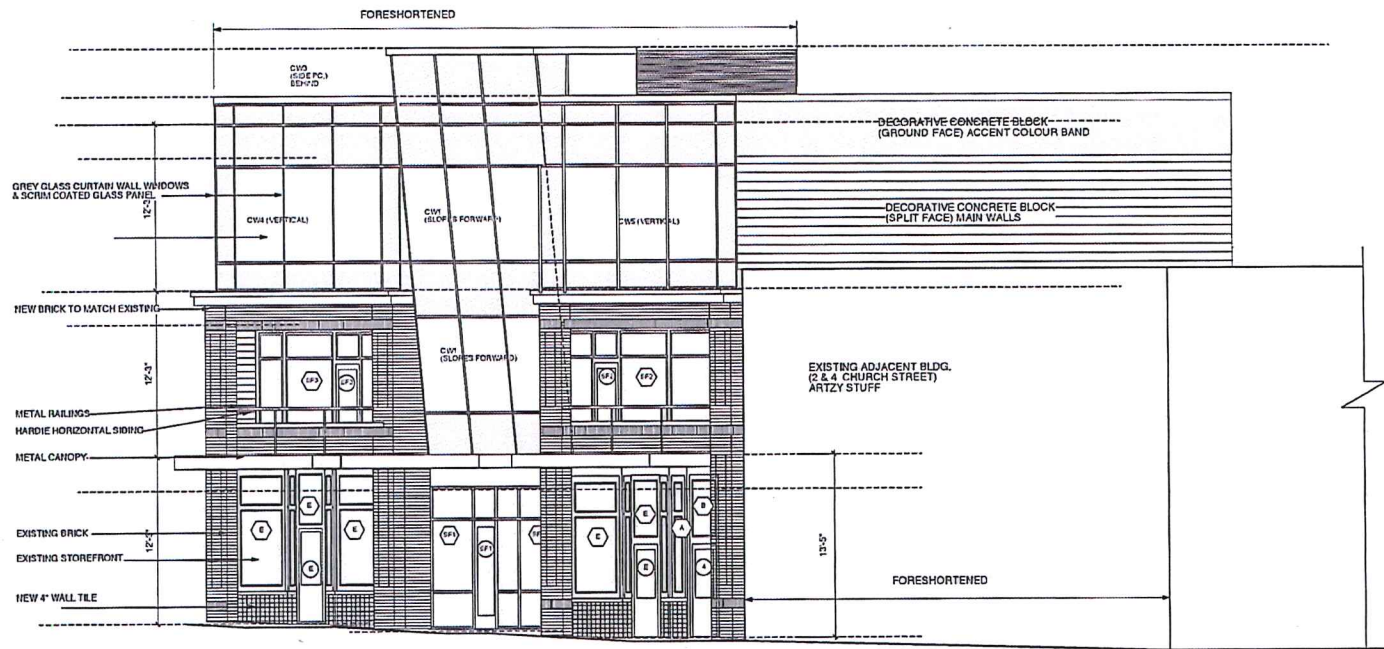 FORESHORTENED
CW3
(SIDE PC.)
BEHIND
DECORATIVE CONCRETE BLOCK
(GROUND FACE) ACCENT COLOUR BAND
GREY GLASS CURTAIN WALL WINDOWS
& SCRIM COATED GLASS PANEL
12'-3"
CW4 (VERTICAL)
CW1
(SLOPES FORWARD)
CW5 (VERTICAL)
DECORATIVE CONCRETE BLOCK
(SPLIT FACE) MAIN WALLS
NEW BRICK TO MATCH EXISTING
12'-3"
CW1
(SLOPES FORWARD)
SF3
SF3
SF2
SF2
EXISTING ADJACENT BLDG.
(2 & 4 CHURCH STREET)
ARTZY STUFF
METAL RAILINGS
HARDIE HORIZONTAL SIDING
METAL CANOPY
E
B
E
E
E
E
A
SF1
SF1
SF
EXISTING BRICK
12'-5"
13'-5"
EXISTING STOREFRONT
E
E
A
FORESHORTENED
NEW 4" WALL TILE